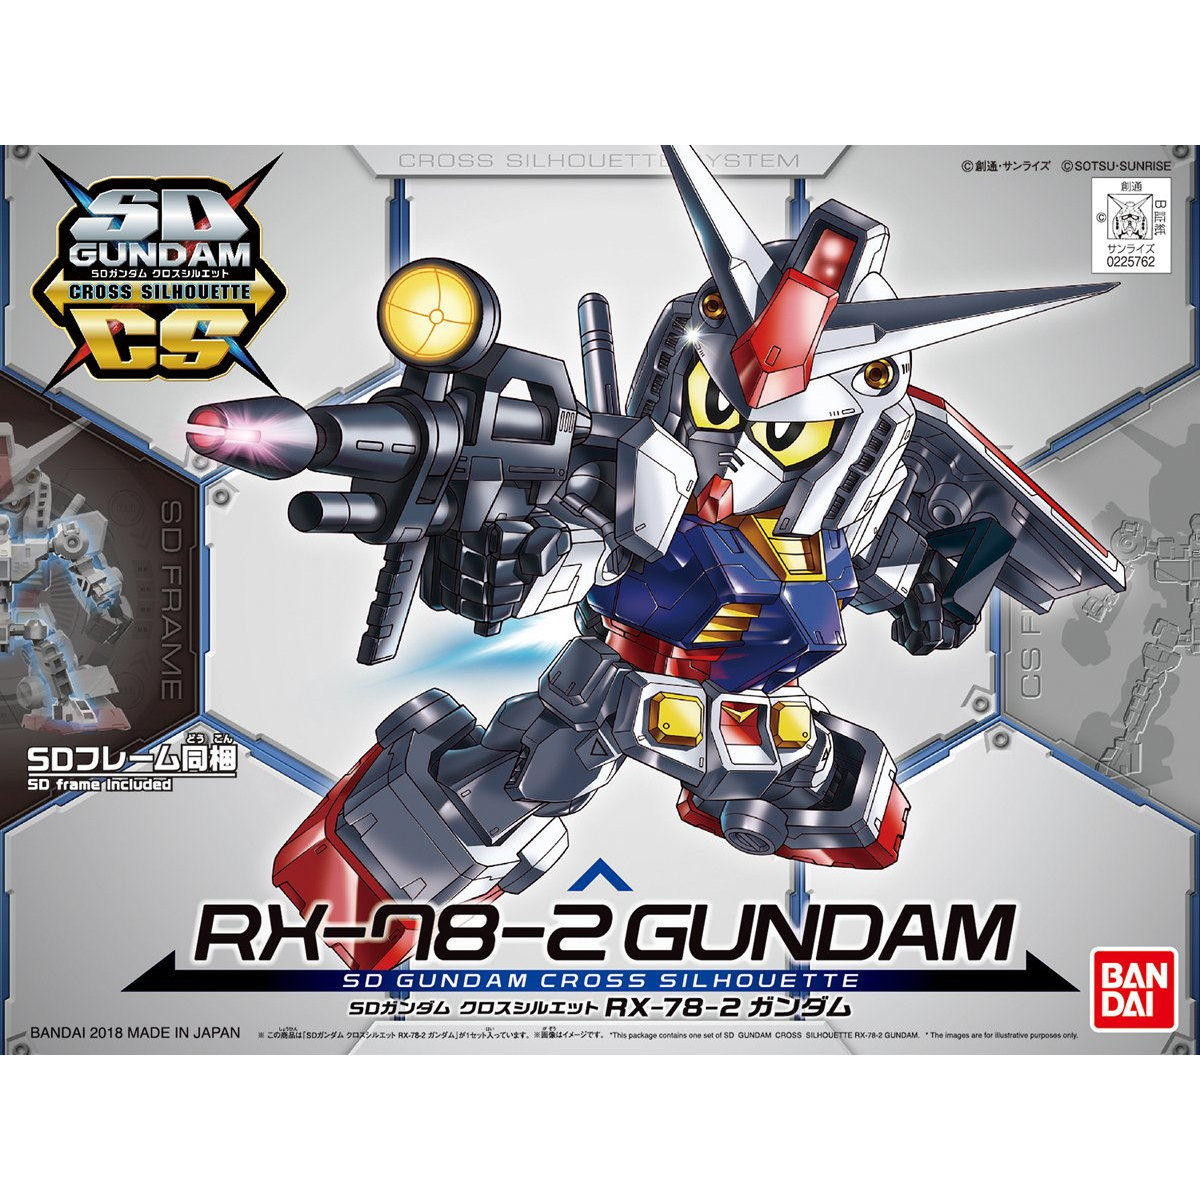 CROSS SILHOUETTE SYSTEM
©創通・サンライズ ©SOTSU・SUNRISE
創通
©
B証紙
サンライズ
0225762
SD
GUNDAM
SDガンダム クロスシルエット
CROSS SILHOUETTE
CS
SD FRAME
CS F
どう こん
SDフレーム同梱
SD frame included
RX-78-2 GUNDAM
SD GUNDAM CROSS SILHOUETTE
SDガンダム クロスシルエット RX-78-2 ガンダム
BAN
DAI
BANDAI 2018 MADE IN JAPAN
※この商品は「SDガンダム クロスシルエット RX-78-2 ガンダム」が1セット入っています。※画像はイメージです。 *This package contains one set of SD GUNDAM CROSS SILHOUETTE RX-78-2 GUNDAM. *The images are for illustrative purposes only.